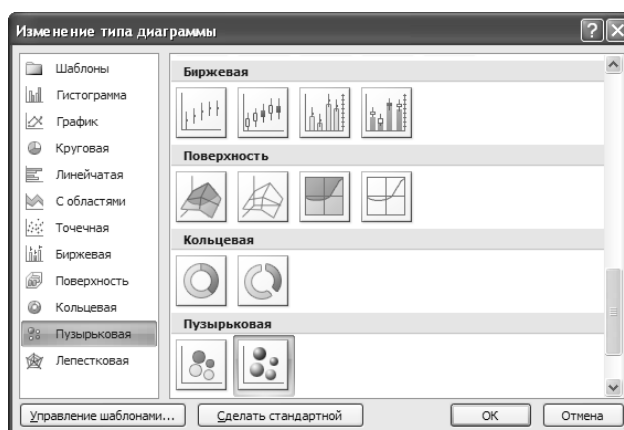 Изменение типа диаграммы
Шаблоны
Гистограмма
График
Круговая
Линейчатая
С областями
Точечная
Биржевая
Поверхность
Кольцевая
Пузырьковая
Лепестковая
Биржевая
Поверхность
Кольцевая
Пузырьковая
Управление шаблонами...
Сделать стандартной
ОК
Отмена